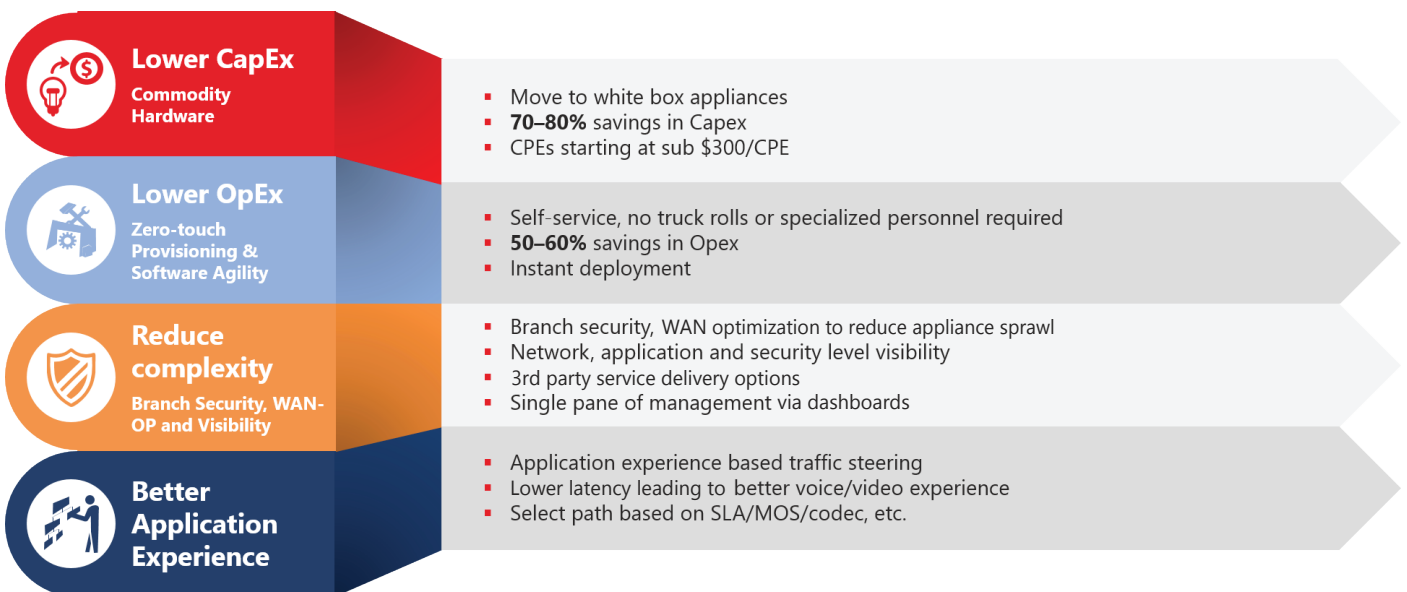 Lower CapEx
Commodity
Hardware
▪ Move to white box appliances
▪ 70–80% savings in Capex
▪ CPEs starting at sub $300/CPE
Lower OpEx
Zero-touch
Provisioning &
Software Agility
▪ Self-service, no truck rolls or specialized personnel required
▪ 50–60% savings in Opex
▪ Instant deployment
Reduce
complexity
Branch Security, WAN-
OP and Visibility
▪ Branch security, WAN optimization to reduce appliance sprawl
▪ Network, application and security level visibility
▪ 3rd party service delivery options
▪ Single pane of management via dashboards
Better
Application
Experience
▪ Application experience based traffic steering
▪ Lower latency leading to better voice/video experience
▪ Select path based on SLA/MOS/codec, etc.